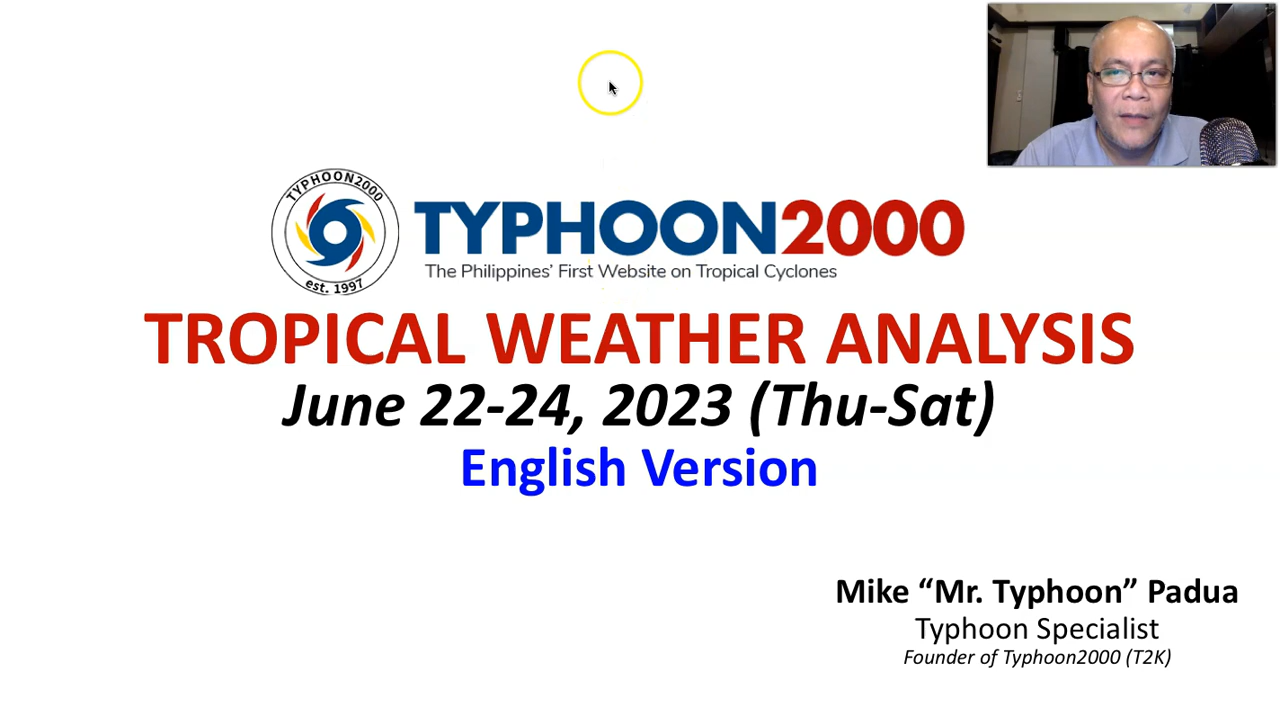 TYPHOON2000
est. 1997
TYPHOON2000
The Philippines' First Website on Tropical Cyclones
TROPICAL WEATHER ANALYSIS
June 22-24, 2023 (Thu-Sat)
English Version
Mike “Mr. Typhoon” Padua
Typhoon Specialist
Founder of Typhoon2000 (T2K)